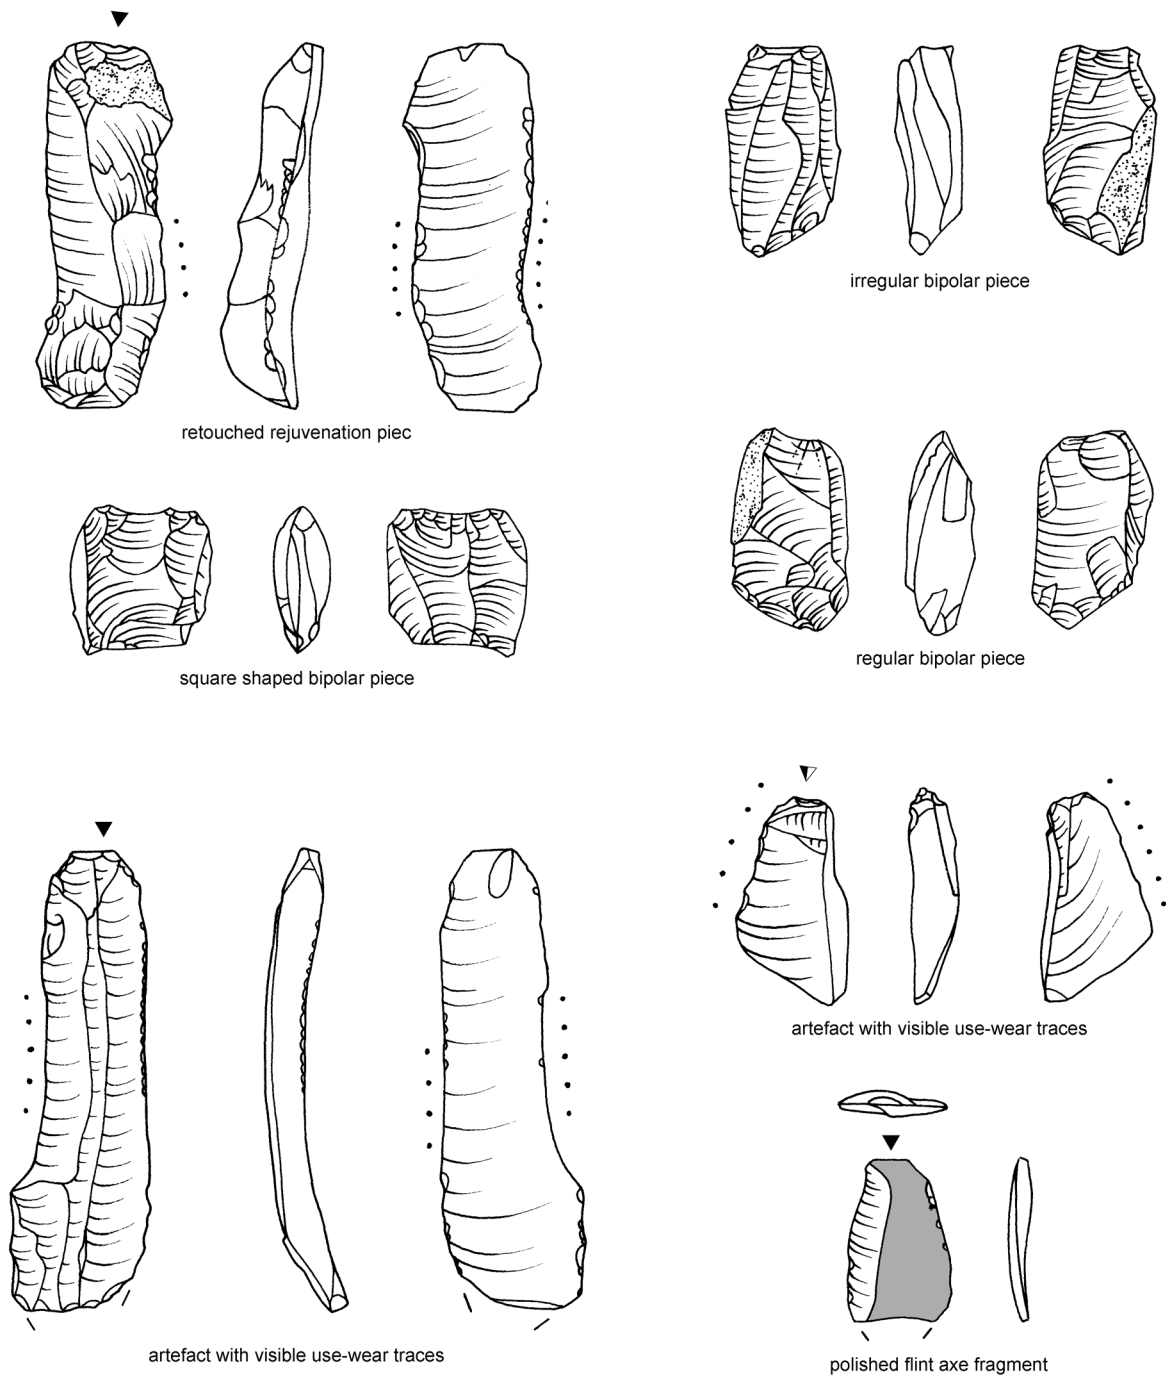 irregular bipolar piece
retouched rejuvenation piec
regular bipolar piece
square shaped bipolar piece
artefact with visible use-wear traces
artefact with visible use-wear traces
polished flint axe fragment